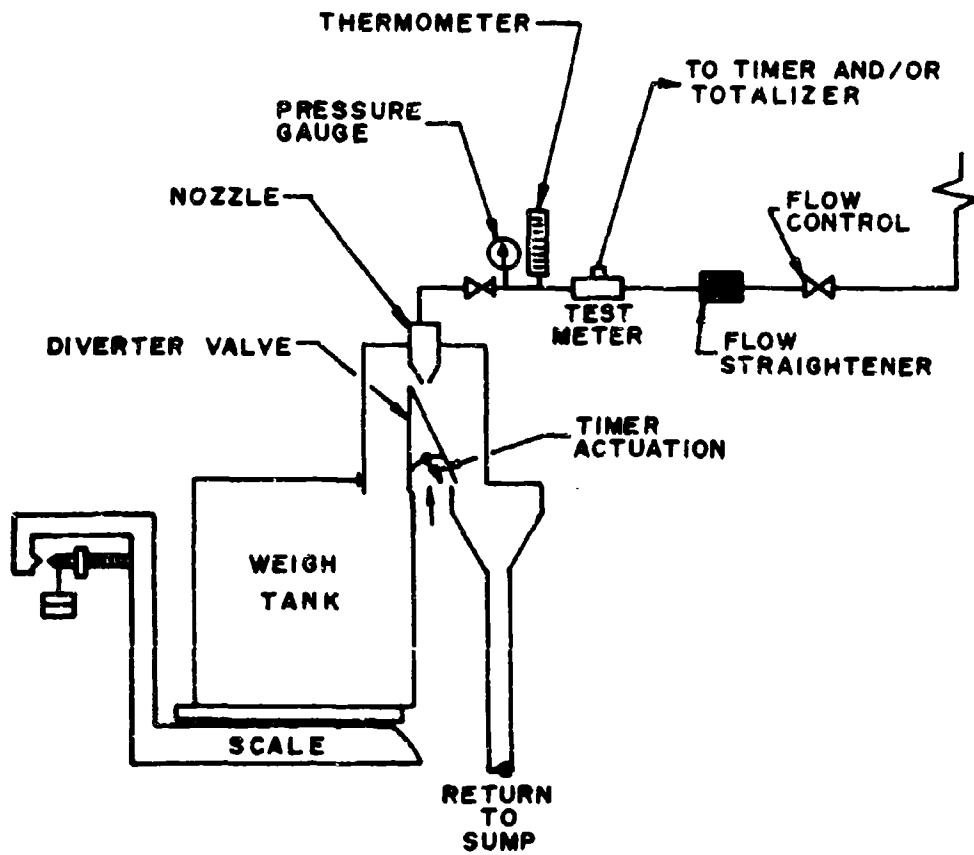 THERMOMETER
TO TIMER AND/OR
TOTALIZER
PRESSURE
GAUGE
NOZZLE
FLOW
CONTROL
TEST
METER
FLOW
STRAIGHTENER
DIVERTER VALVE
TIMER
ACTUATION
WEIGH
TANK
SCALE
RETURN
TO
SUMP